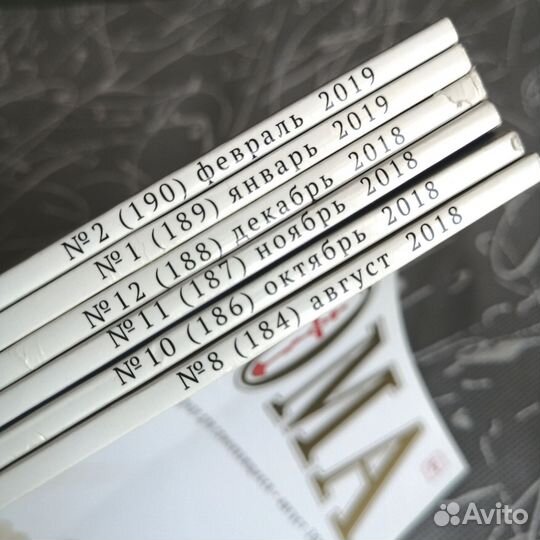 №2 (190) февраль 2019
№1 (189) январь 2019
№12 (188) декабрь 2018
№11 (187) ноябрь 2018
№10 (186) октябрь 2018
№8 (184) август 2018
ОМА
Avito